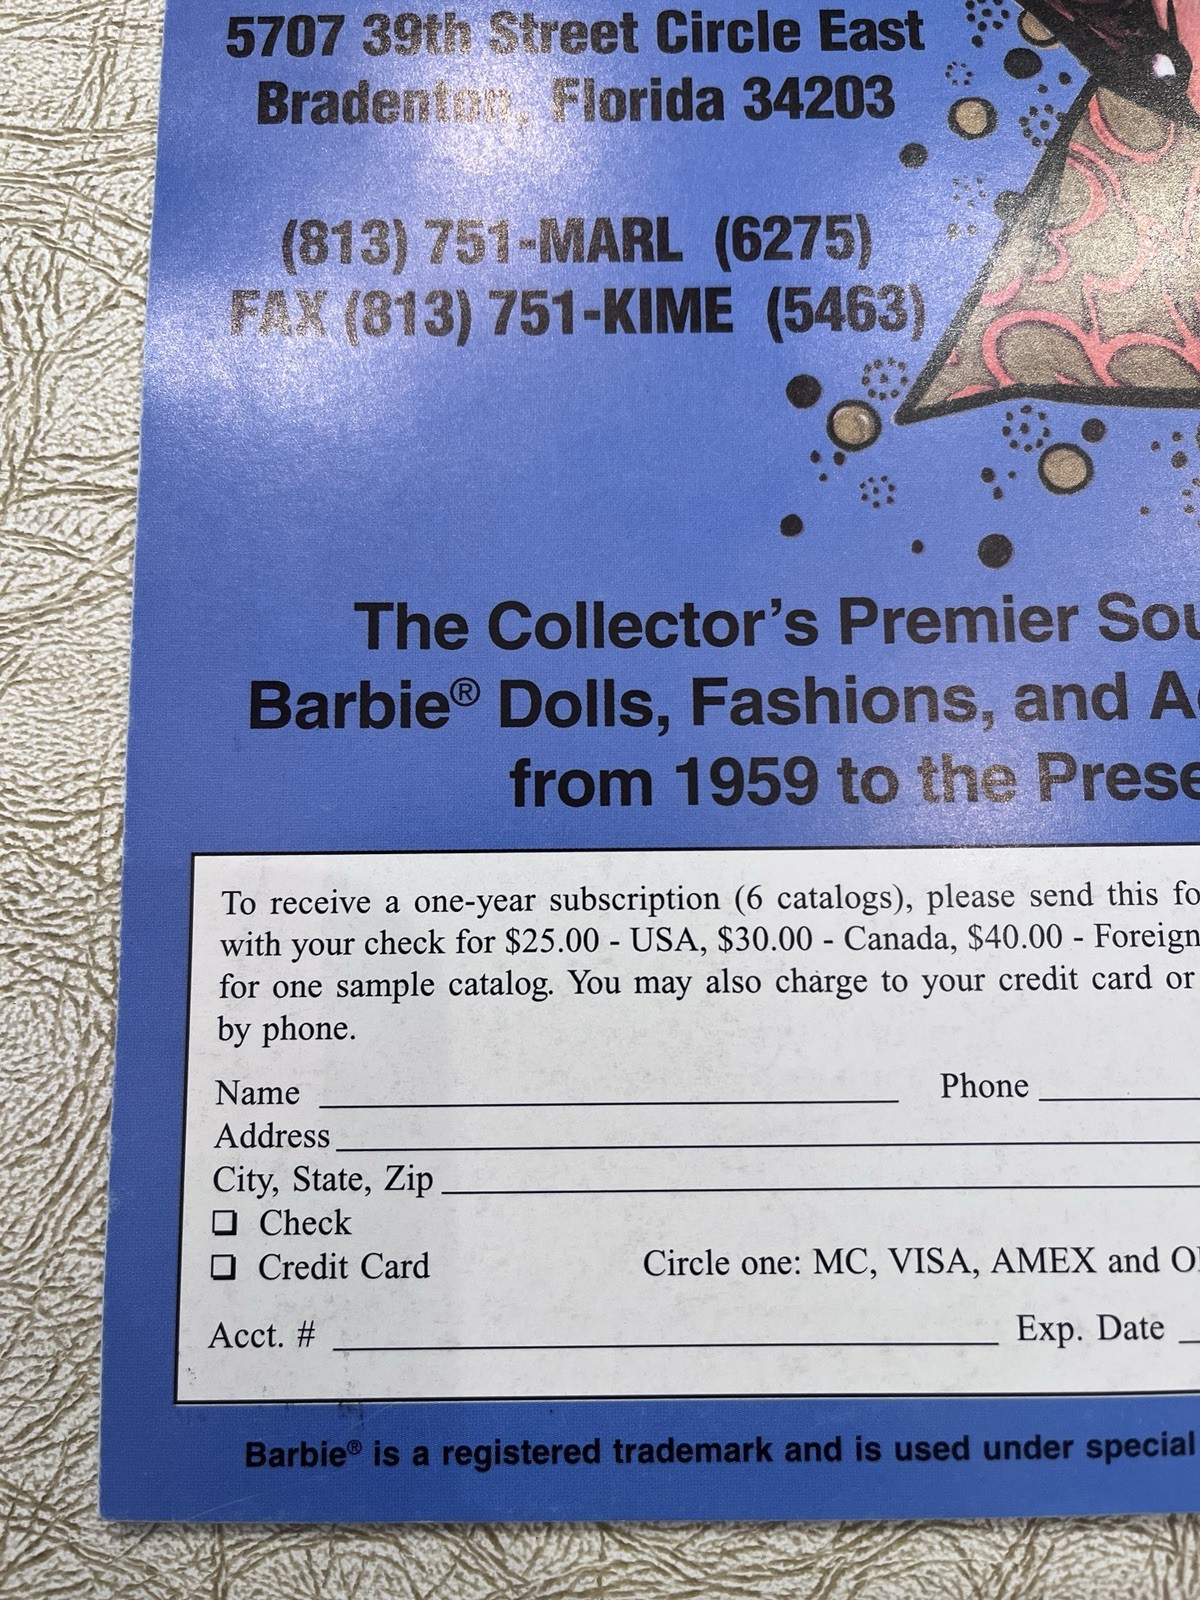 5707 39th Street Circle East
Bradenton, Florida 34203
(813) 751-MARL (6275)
FAX (813) 751-KIME (5463)
The Collector's Premier
Barbie® Dolls, Fashions, and
from 1959 to the
To receive a one-year subscription (6 catalogs), please send this
with your check for $25.00 - USA, $30.00 - Canada, $40.00 - Foreign
for one sample catalog. You may also charge to your credit card or
by phone.
Name Phone
Address
City, State, Zip
❏ Check
❏ Credit Card Circle one: MC, VISA, AMEX and
Acct. # Exp. Date
Barbie® is a registered trademark and is used under special